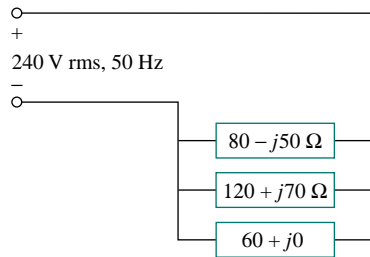 +
240 V rms, 50 Hz
–
80 – j50 Ω
120 + j70 Ω
60 + j0